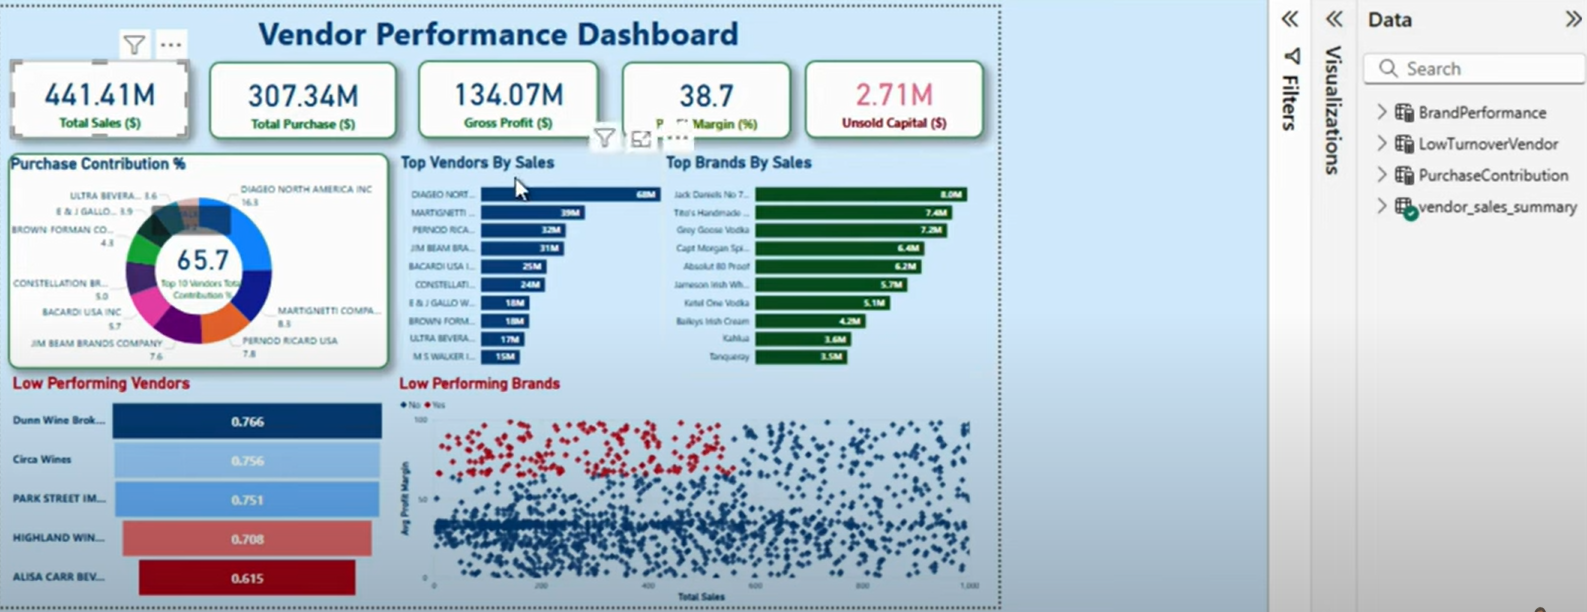 Vendor Performance Dashboard
441.41M
Total Sales ($)
307.34M
Total Purchase ($)
134.07M
Gross Profit ($)
38.7
Margin (%)
2.71M
Unsold Capital ($)
Purchase Contribution %
DIAGEO NORTH AMERICA INC
16.3
MARTIGNETTI COMPA...
8.3
PERNOD RICARD USA
7.8
JIM BEAM BRANDS COMPANY
7.6
BACARDI USA INC
5.7
CONSTELLATION BR...
5.0
BROWN FORMAN CO...
4.3
E & J GALLO... 3.9
ULTRA BEVERA... 3.6
65.7
Top 10 Vendors Total
Contribution %
Top Vendors By Sales
DIAGEO NORT... 68M
MARTIGNETTI ... 39M
PERNOD RICA... 32M
JIM BEAM BRA... 31M
BACARDI USA I... 25M
CONSTELLATI... 24M
E & J GALLO W... 18M
BROWN FORM... 18M
ULTRA BEVERA... 17M
M S WALKER I... 15M
Top Brands By Sales
Jack Daniels No 7... 8.0M
Tito's Handmade ... 7.4M
Grey Goose Vodka 7.2M
Capt Morgan Spi... 6.4M
Absolut 80 Proof 6.2M
Jameson Irish Wh... 5.7M
Ketel One Vodka 5.1M
Baileys Irish Cream 4.2M
Kahlua 3.6M
Tanqueray 3.5M
Low Performing Vendors
Dunn Wine Brok... 0.766
Circa Wines 0.756
PARK STREET IM... 0.751
HIGHLAND WIN... 0.708
ALISA CARR BEV... 0.615
Low Performing Brands
No Yes
Avg Profit Margin
100
50
0
0 200 400 600 800 1,000
Total Sales
Filters
Visualizations
Data
Search
BrandPerformance
LowTurnoverVendor
PurchaseContribution
vendor_sales_summary